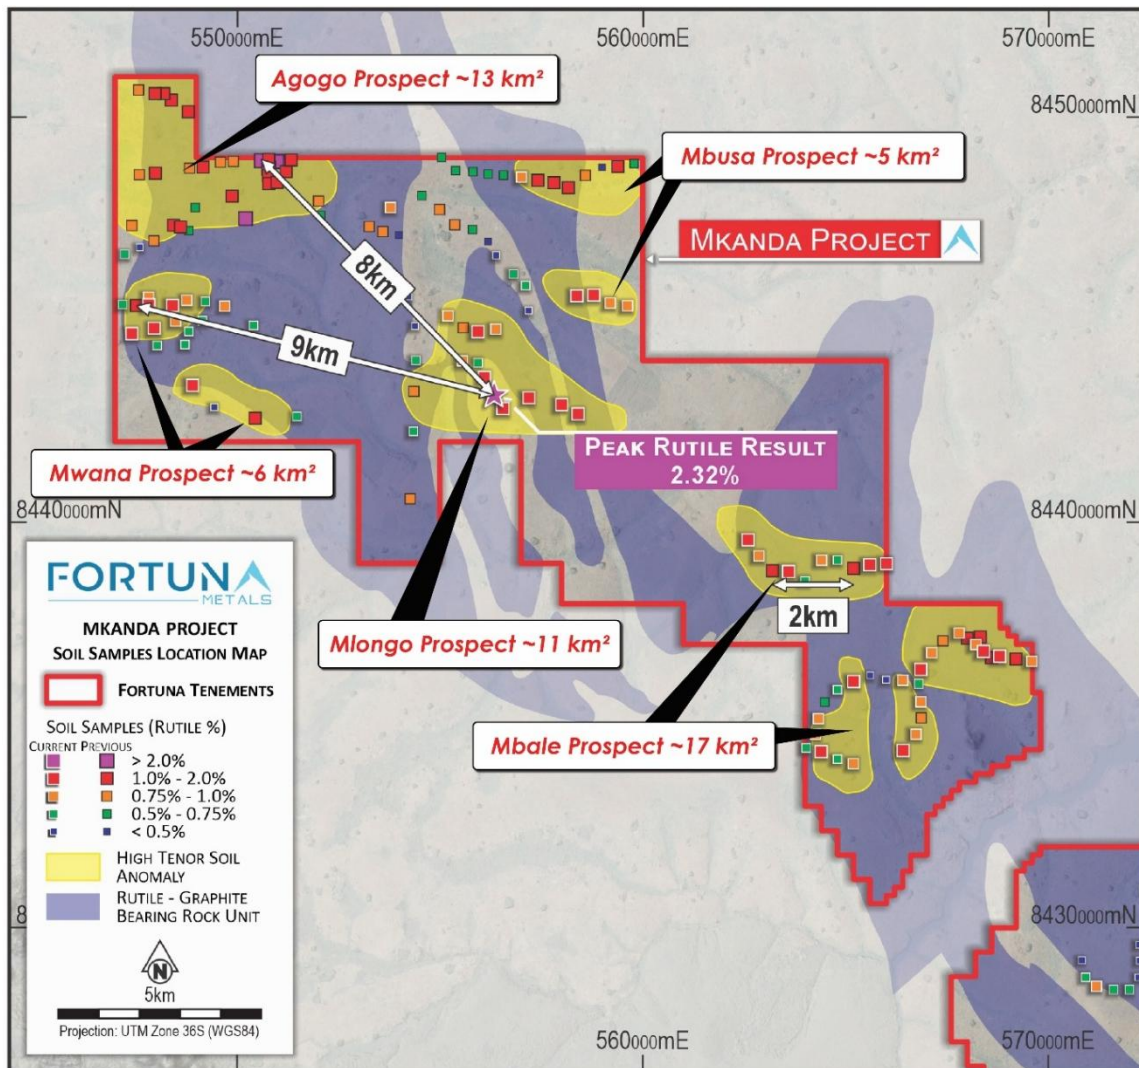 550000mE
560000mE
570000mE
8450000mN
Agogo Prospect ~13 km²
Mbusa Prospect ~5 km²
MKANDA PROJECT
8km
9km
PEAK RUTILE RESULT
2.32%
Mwana Prospect ~6 km²
8440000mN
8440000mN
2km
Mlongo Prospect ~11 km²
Mbale Prospect ~17 km²
FORTUNA
METALS
MKANDA PROJECT
SOIL SAMPLES LOCATION MAP
FORTUNA TENEMENTS
SOIL SAMPLES (RUTILE %)
CURRENT PREVIOUS
> 2.0%
1.0% - 2.0%
0.75% - 1.0%
0.5% - 0.75%
< 0.5%
HIGH TENOR SOIL
ANOMALY
RUTILE - GRAPHITE
BEARING ROCK UNIT
N
5km
Projection: UTM Zone 36S (WGS84)
8
8430000mN
560000mE
570000mE